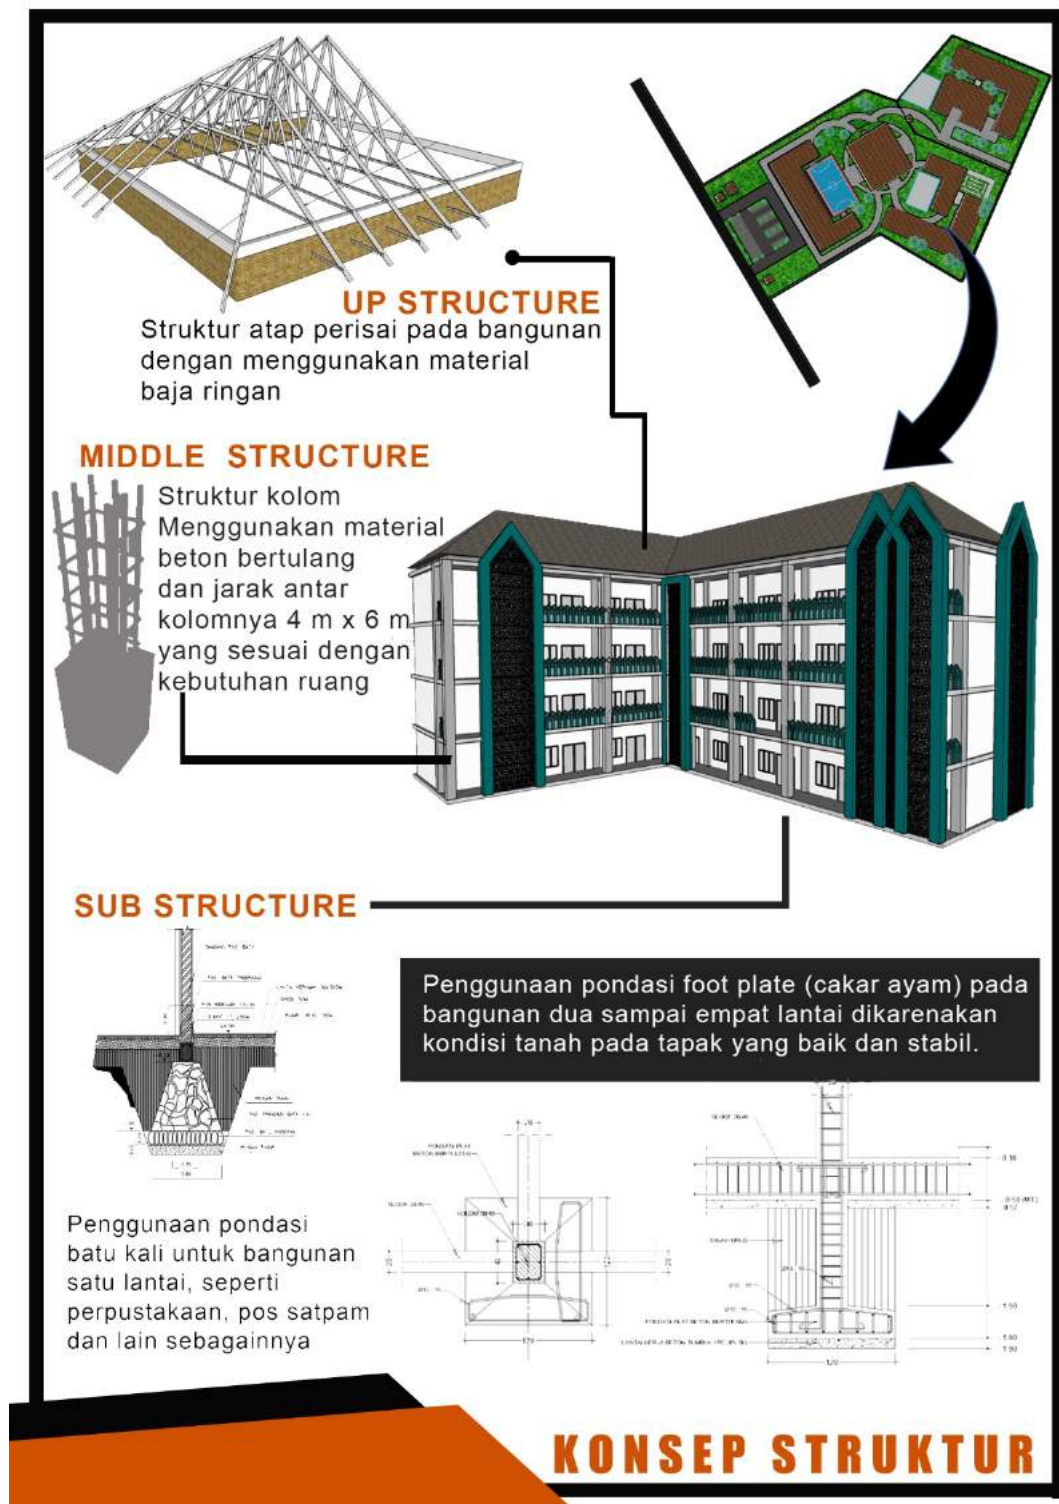 UP STRUCTURE
Struktur atap perisai pada bangunan
dengan menggunakan material
baja ringan
MIDDLE STRUCTURE
Struktur kolom
Menggunakan material
beton bertulang
dan jarak antar
kolomnya 4 m x 6 m
yang sesuai dengan
kebutuhan ruang
SUB STRUCTURE
Penggunaan pondasi foot plate (cakar ayam) pada
bangunan dua sampai empat lantai dikarenakan
kondisi tanah pada tapak yang baik dan stabil.
Penggunaan pondasi
batu kali untuk bangunan
satu lantai, seperti
perpustakaan, pos satpam
dan lain sebagainnya
KONSEP STRUKTUR